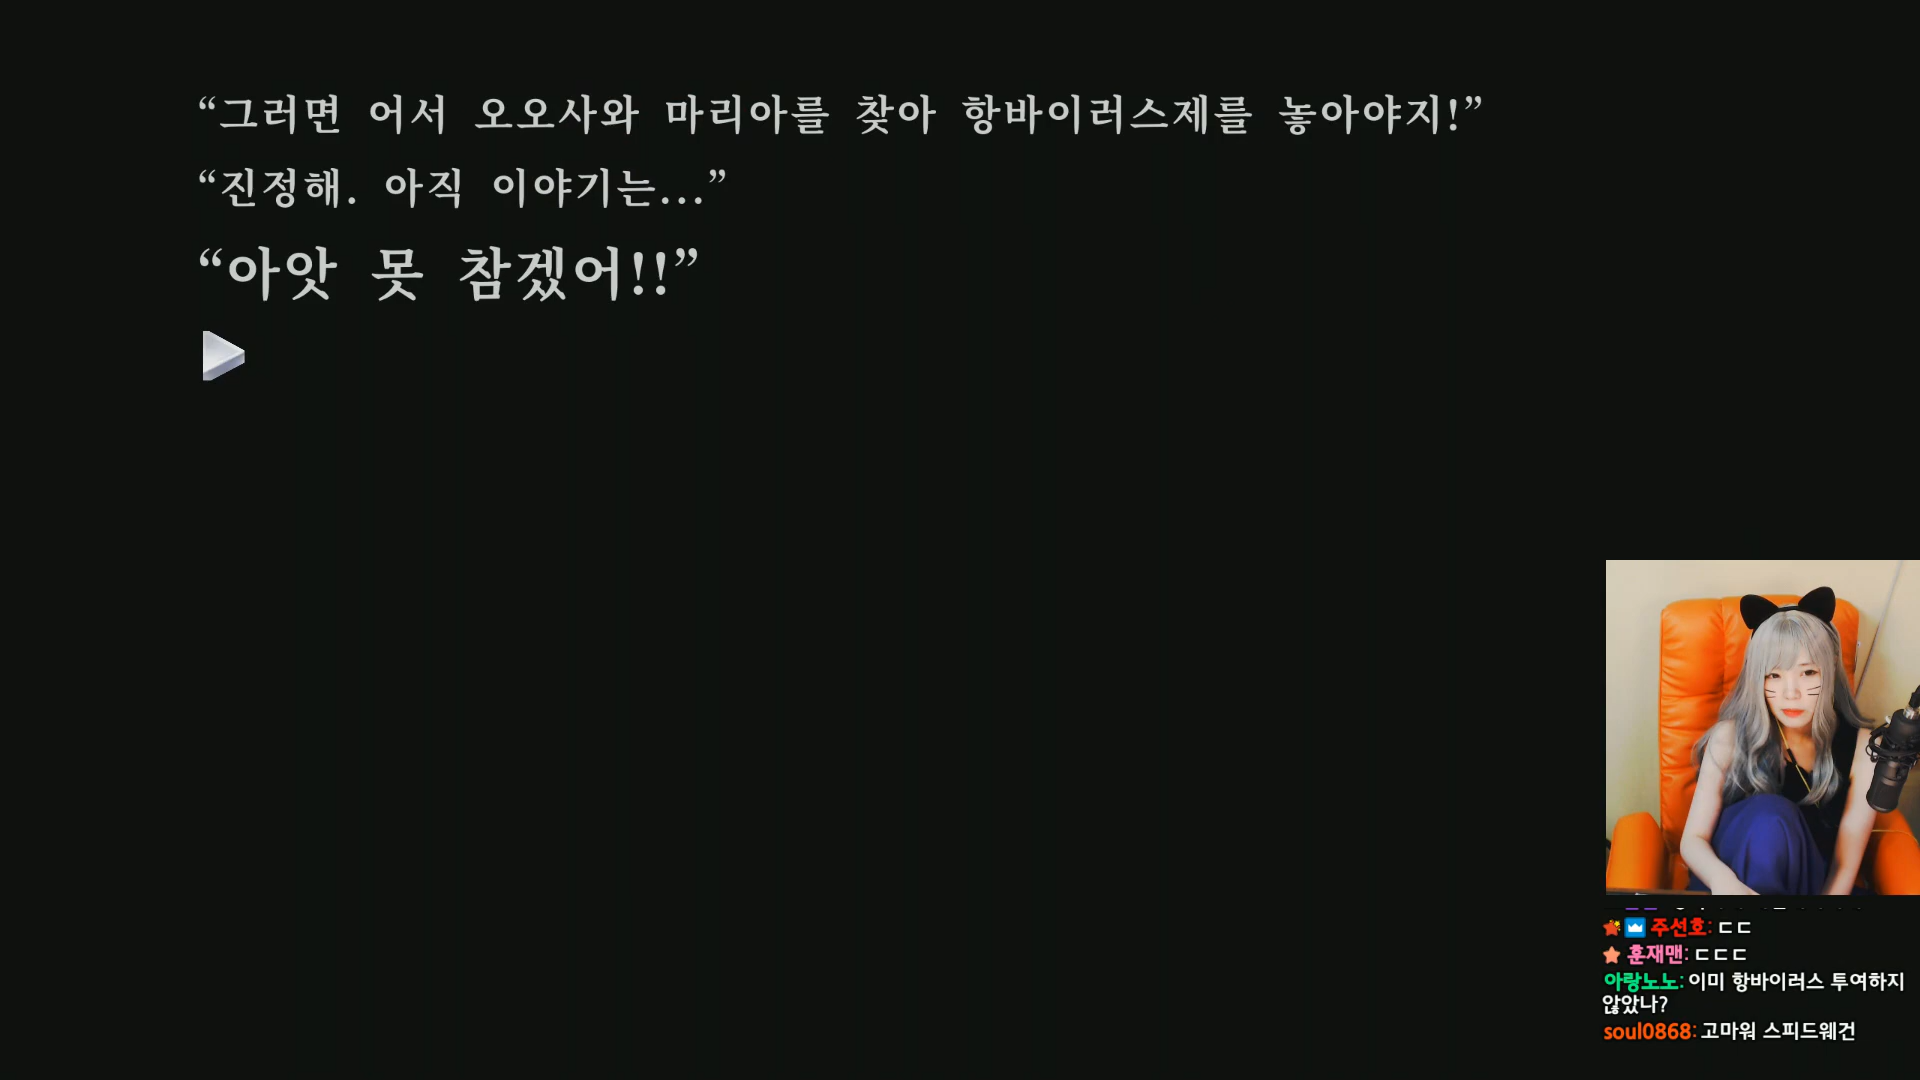 “그러면 어서 오오사와 마리아를 찾아 항바이러스제를 놓아야지!”
“진정해. 아직 이야기는...”
“아앗 못 참겠어!!”
주선호: ㄷㄷ
훈재맨: ㄷㄷㄷ
아랑노노: 이미 항바이러스 투여하지
않았나?
soul0868: 고마워 스피드웨건